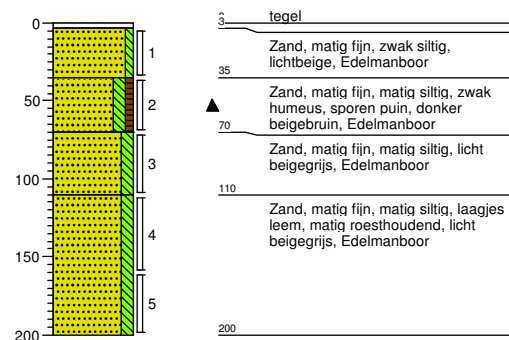 0
50
100
150
200
1
2
3
4
5
tegel
3
Zand, matig fijn, zwak siltig,
lichtbeige, Edelmanboor
35
Zand, matig fijn, matig siltig, zwak
humeus, sporen puin, donker
beigebruin, Edelmanboor
70
Zand, matig fijn, matig siltig, licht
beigegrijs, Edelmanboor
110
Zand, matig fijn, matig siltig, laagjes
leem, matig roesthoudend, licht
beigegrijs, Edelmanboor
200